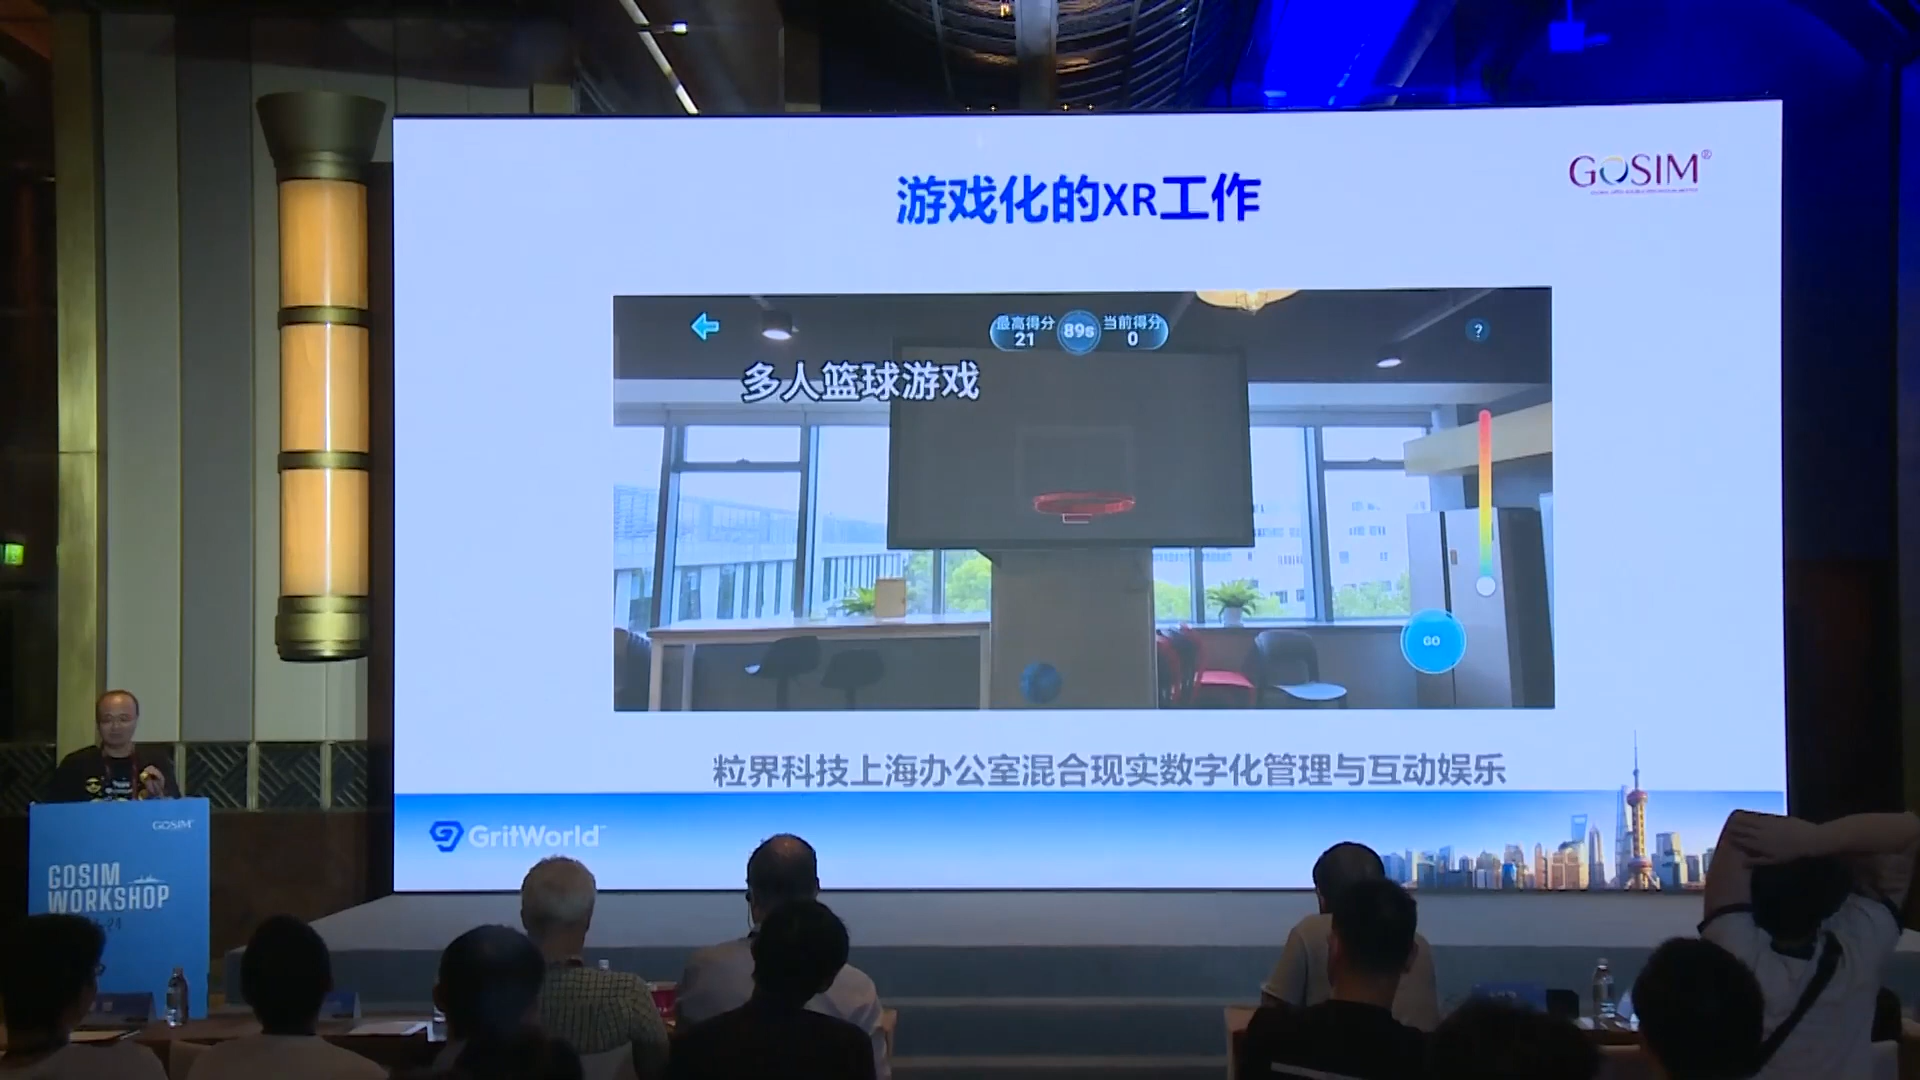 游戏化的XR工作
GOSIM®
最高得分
21
89s
当前得分
0
?
多人篮球游戏
GO
粒界科技上海办公室混合现实数字化管理与互动娱乐
GritWorld
GOSIM
GOSIM
WORKSHOP